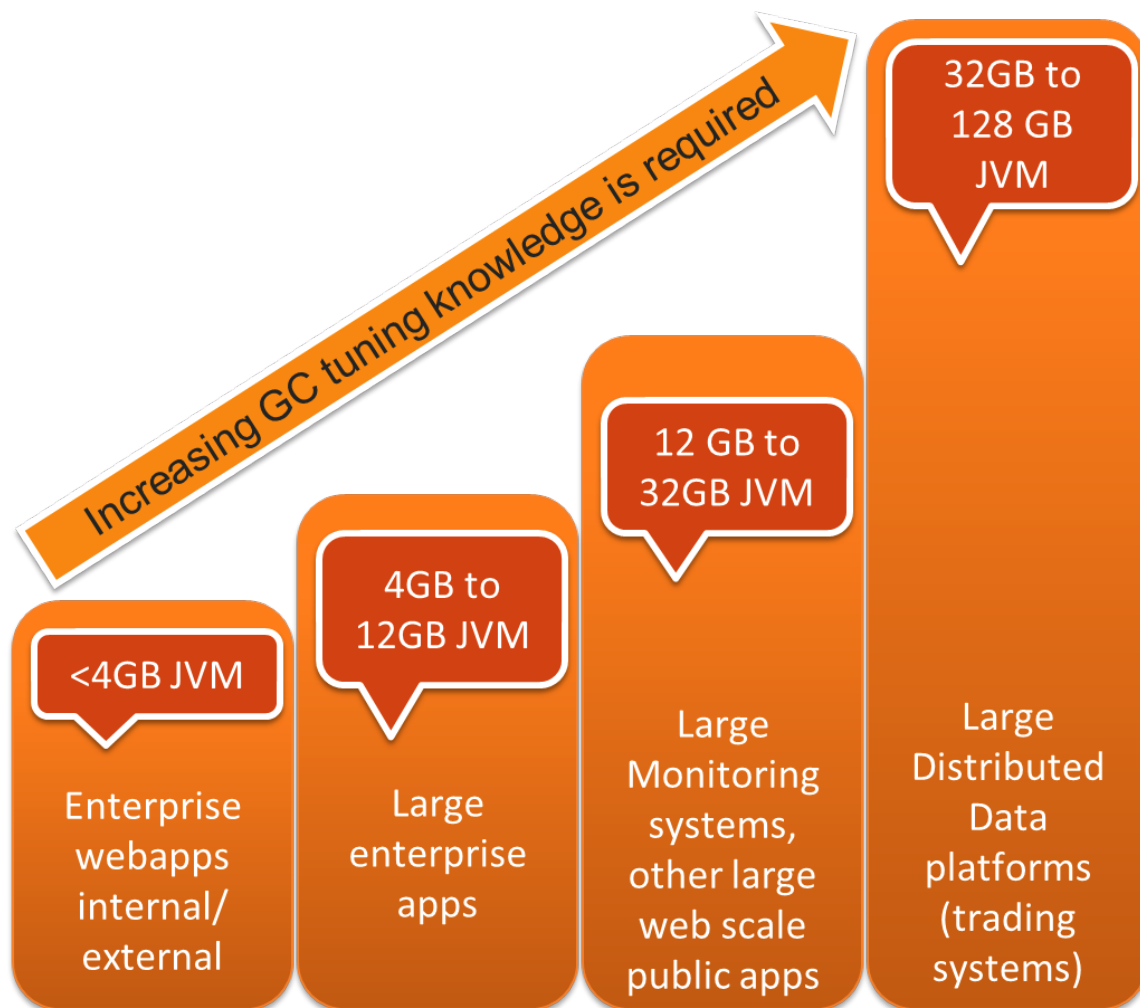 Increasing GC tuning knowledge is required
<4GB JVM
Enterprise
webapps
internal/
external
4GB to
12GB JVM
Large
enterprise
apps
12 GB to
32GB JVM
Large
Monitoring
systems,
other large
web scale
public apps
32GB to
128 GB
JVM
Large
Distributed
Data
platforms
(trading
systems)